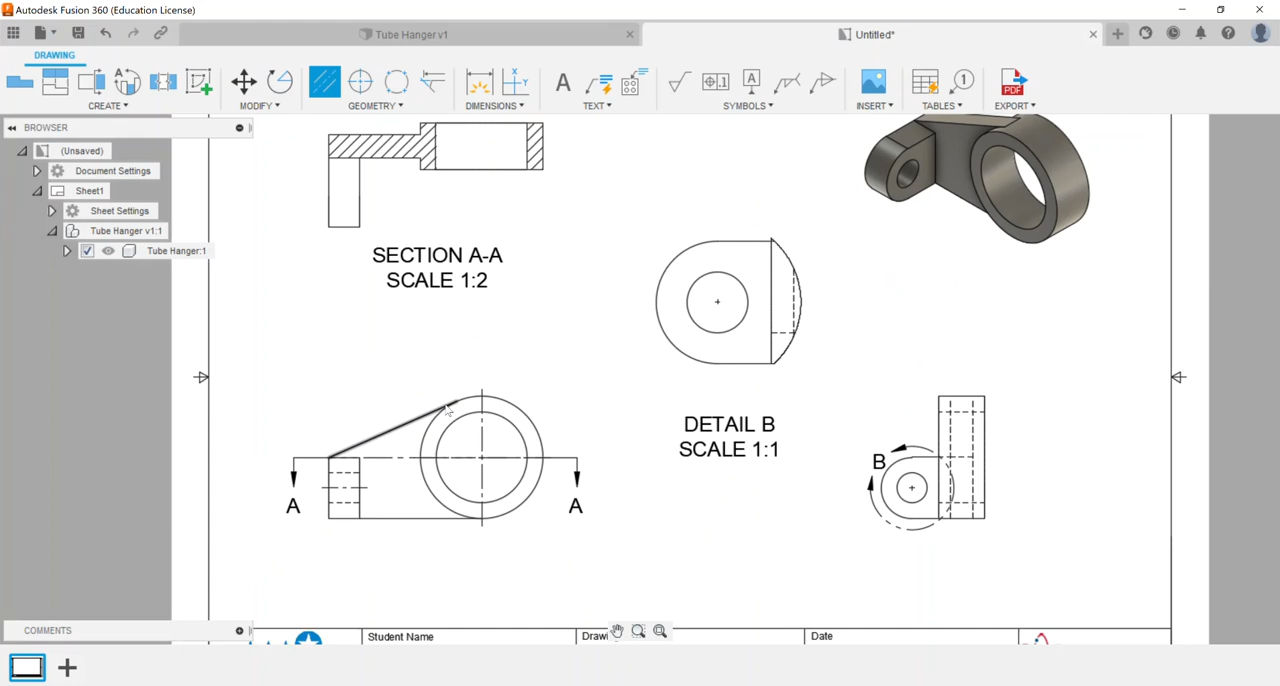 Autodesk Fusion 360 (Education License)
Tube Hanger v1
Untitled*
DRAWING
CREATE
MODIFY
GEOMETRY
DIMENSIONS
TEXT
SYMBOLS
INSERT
TABLES
EXPORT
BROWSER
(Unsaved)
Document Settings
Sheet1
Sheet Settings
Tube Hanger v1:1
Tube Hanger:1
SECTION A-A
SCALE 1:2
DETAIL B
SCALE 1:1
B
A
A
COMMENTS
Student Name
Date